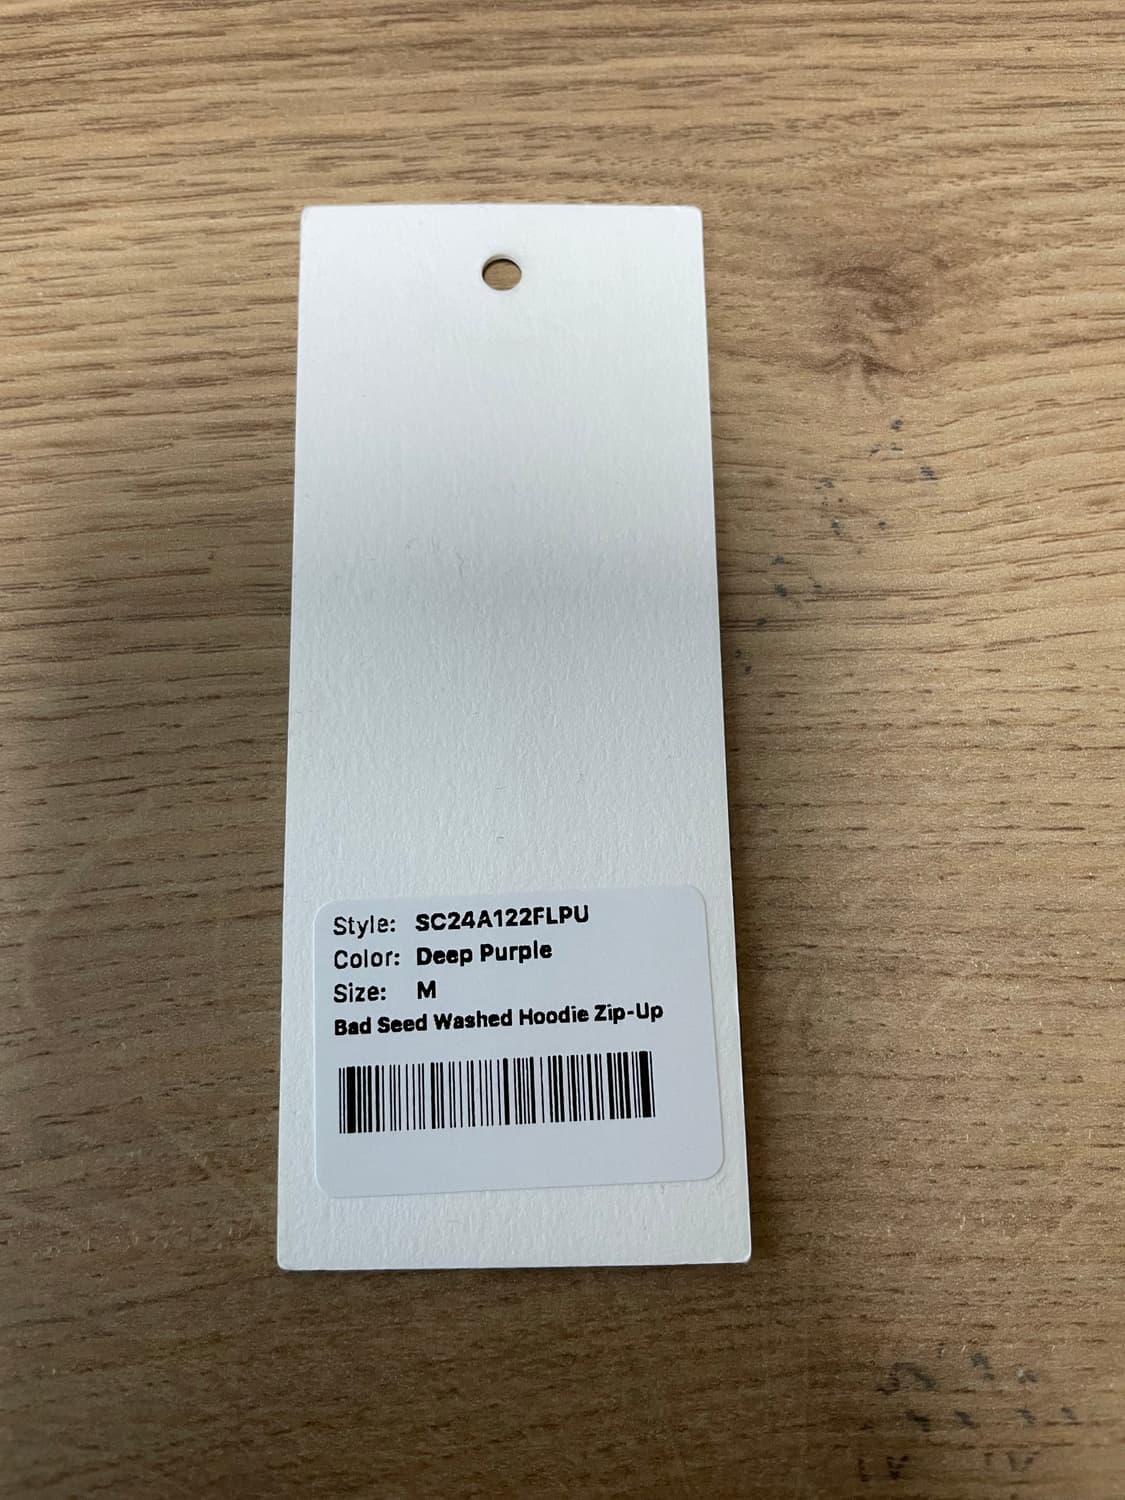 Style: SC24A122FLPU
Color: Deep Purple
Size: M
Bad Seed Washed Hoodie Zip-Up